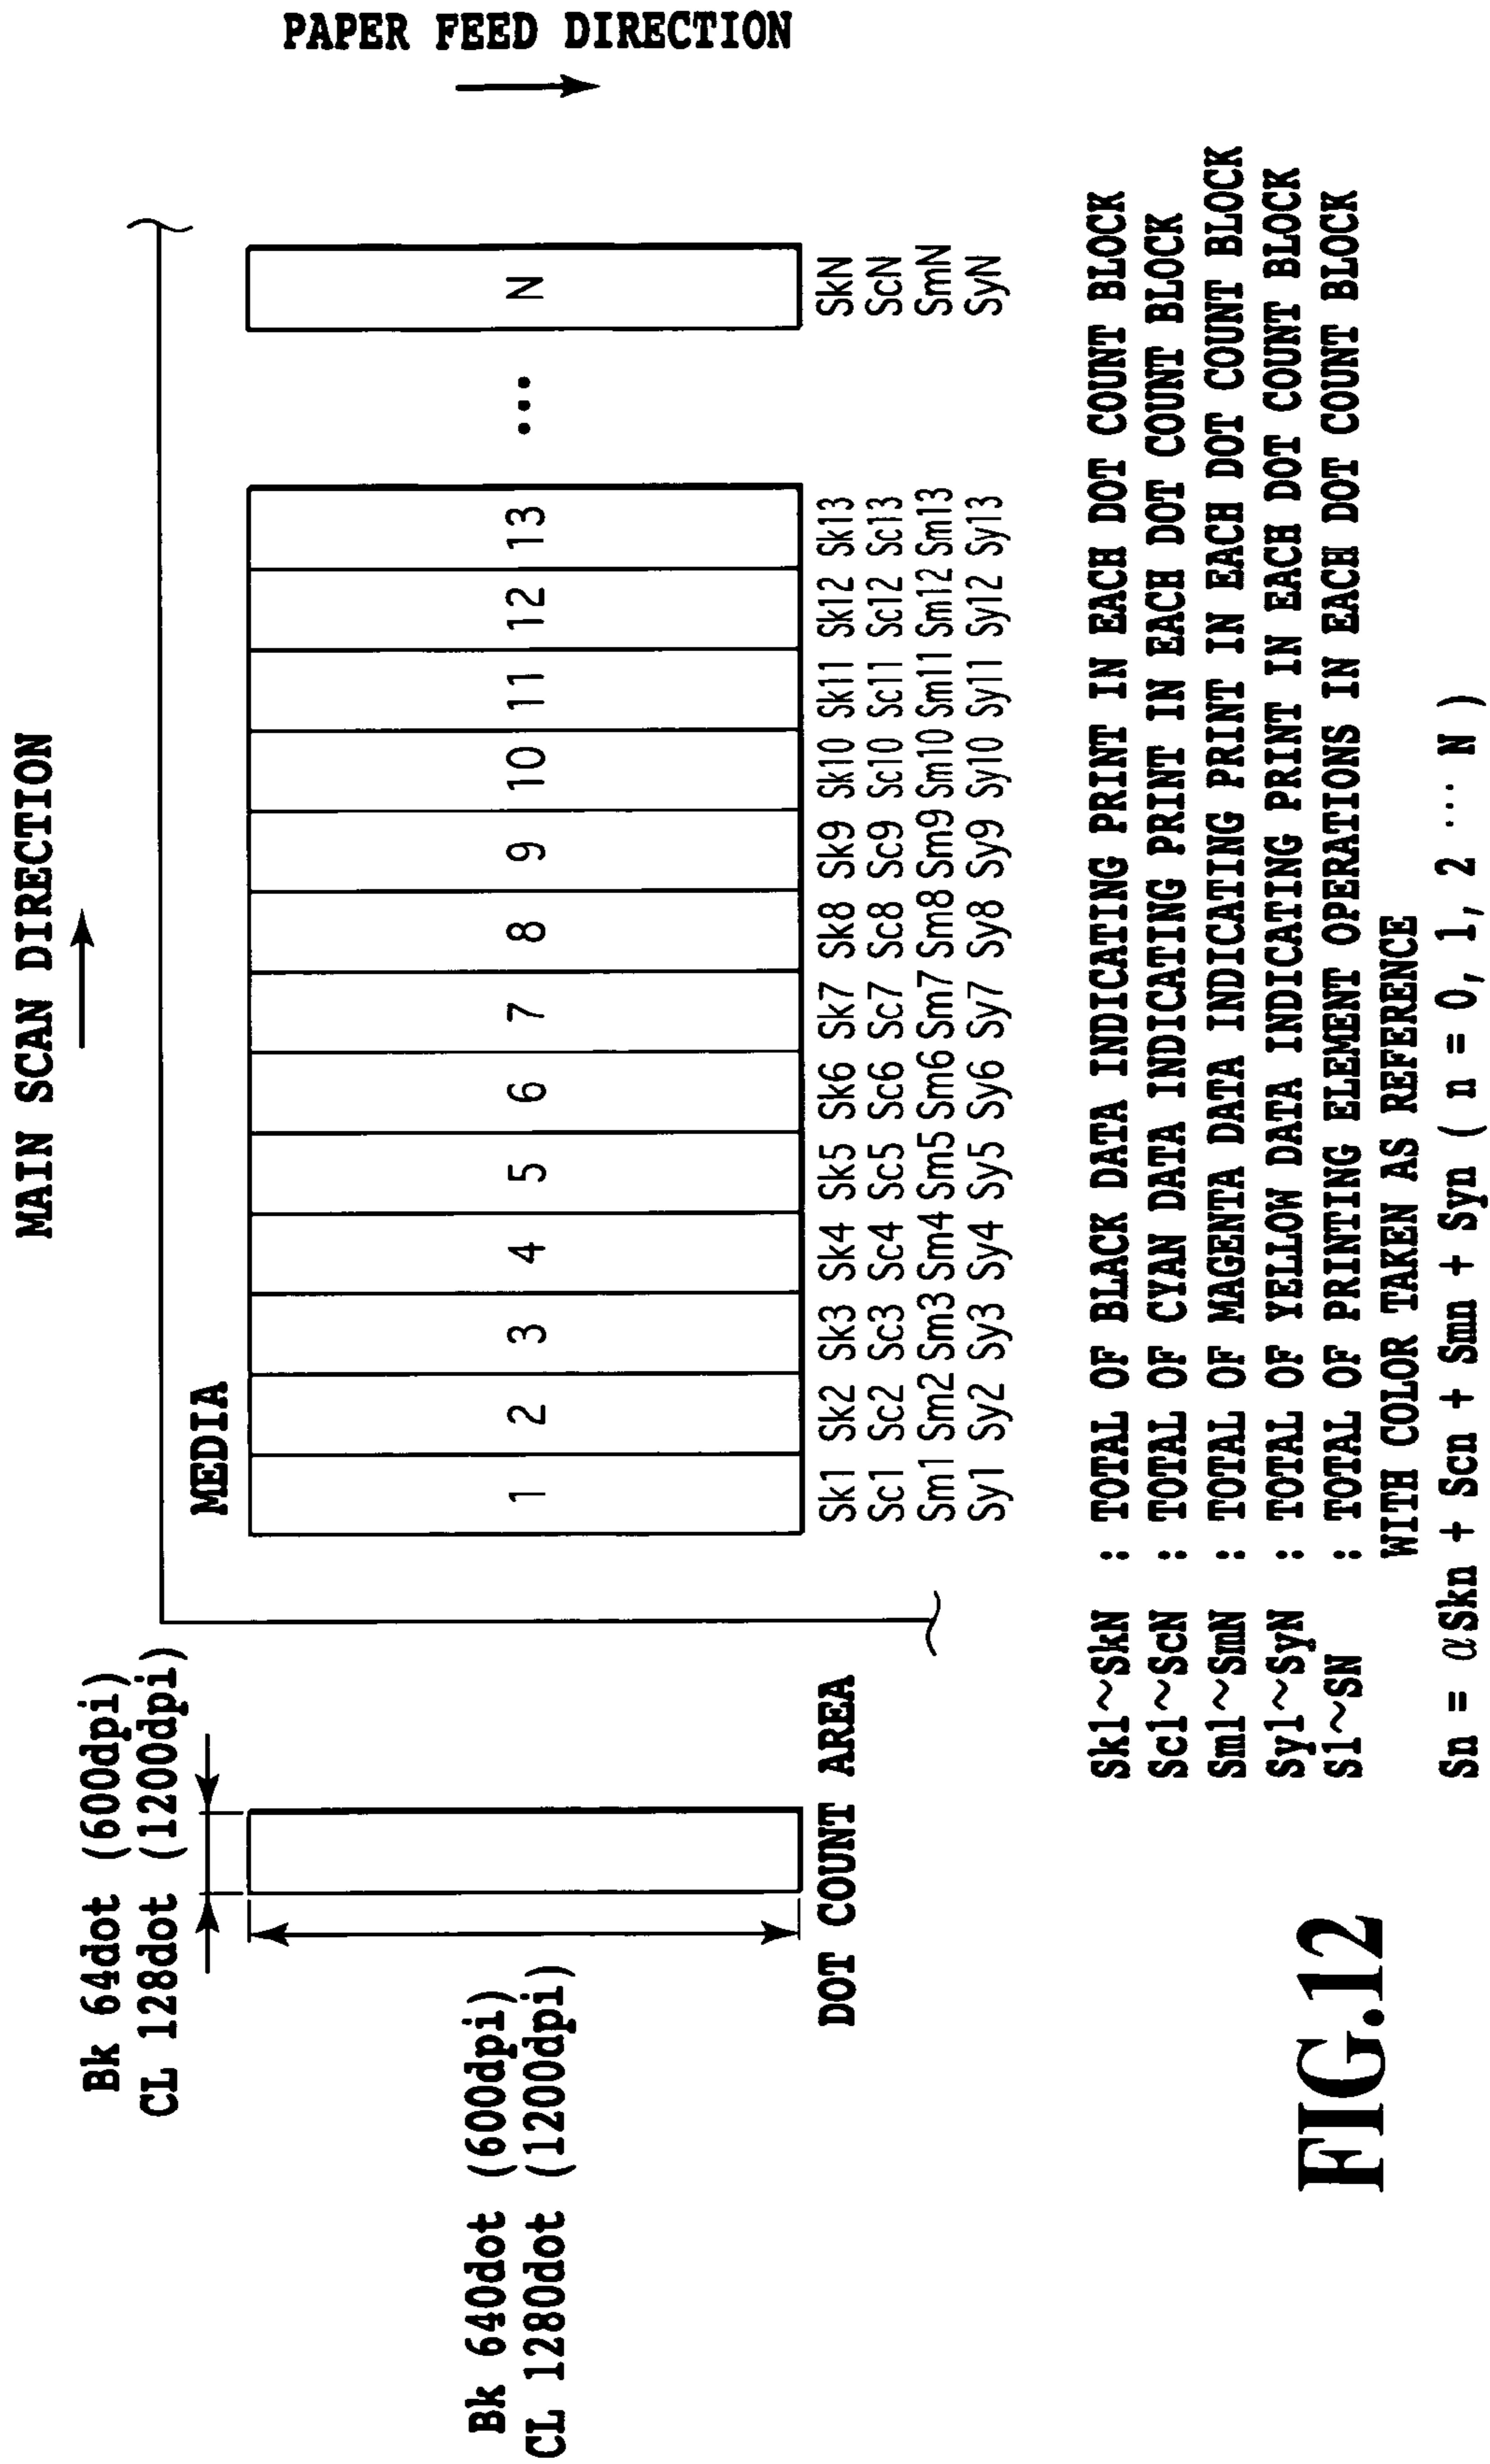 MAIN SCAN DIRECTION
PAPER FEED DIRECTION
Bk 64dot (600dpi)
CL 128dot (1200dpi)
MEDIA
Bk 640dot (600dpi)
CL 1280dot (1200dpi)
1 2 3 4 5 6 7 8 9 10 11 12 13 ... N
Sk1 Sk2 Sk3 Sk4 Sk5 Sk6 Sk7 Sk8 Sk9 Sk10 Sk11 Sk12 Sk13 SkN
Sc1 Sc2 Sc3 Sc4 Sc5 Sc6 Sc7 Sc8 Sc9 Sc10 Sc11 Sc12 Sc13 ScN
Sm1 Sm2 Sm3 Sm4 Sm5 Sm6 Sm7 Sm8 Sm9 Sm10 Sm11 Sm12 Sm13 SmN
Sy1 Sy2 Sy3 Sy4 Sy5 Sy6 Sy7 Sy8 Sy9 Sy10 Sy11 Sy12 Sy13 SyN
DOT COUNT AREA
Sk1~SkN : TOTAL OF BLACK DATA INDICATING PRINT IN EACH DOT COUNT BLOCK
Sc1~ScN : TOTAL OF CYAN DATA INDICATING PRINT IN EACH DOT COUNT BLOCK
Sm1~SmN : TOTAL OF MAGENTA DATA INDICATING PRINT IN EACH DOT COUNT BLOCK
Sy1~SyN : TOTAL OF YELLOW DATA INDICATING PRINT IN EACH DOT COUNT BLOCK
S1~SN : TOTAL OF PRINTING ELEMENT OPERATIONS IN EACH DOT COUNT BLOCK
WITH COLOR TAKEN AS REFERENCE
Sn = αSkn + Scn + Smn + Syn ( n = 0, 1, 2 ··· N )
FIG.12